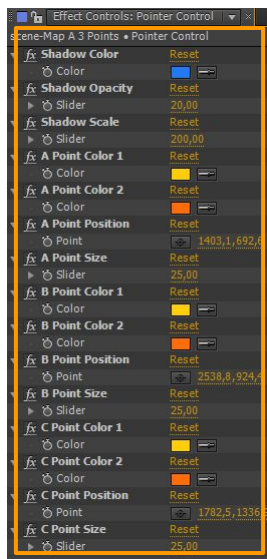 Effect Controls: Pointer Control
scene-Map A 3 Points • Pointer Control
fx Shadow Color Reset
Color
fx Shadow Opacity Reset
Slider 20,00
fx Shadow Scale Reset
Slider 200,00
fx A Point Color 1 Reset
Color
fx A Point Color 2 Reset
Color
fx A Point Position Reset
Point 1403,1,692,6
fx A Point Size Reset
Slider 25,00
fx B Point Color 1 Reset
Color
fx B Point Color 2 Reset
Color
fx B Point Position Reset
Point 2538,8,924,4
fx B Point Size Reset
Slider 25,00
fx C Point Color 1 Reset
Color
fx C Point Color 2 Reset
Color
fx C Point Position Reset
Point 1782,5,1336
fx C Point Size Reset
Slider 25,00